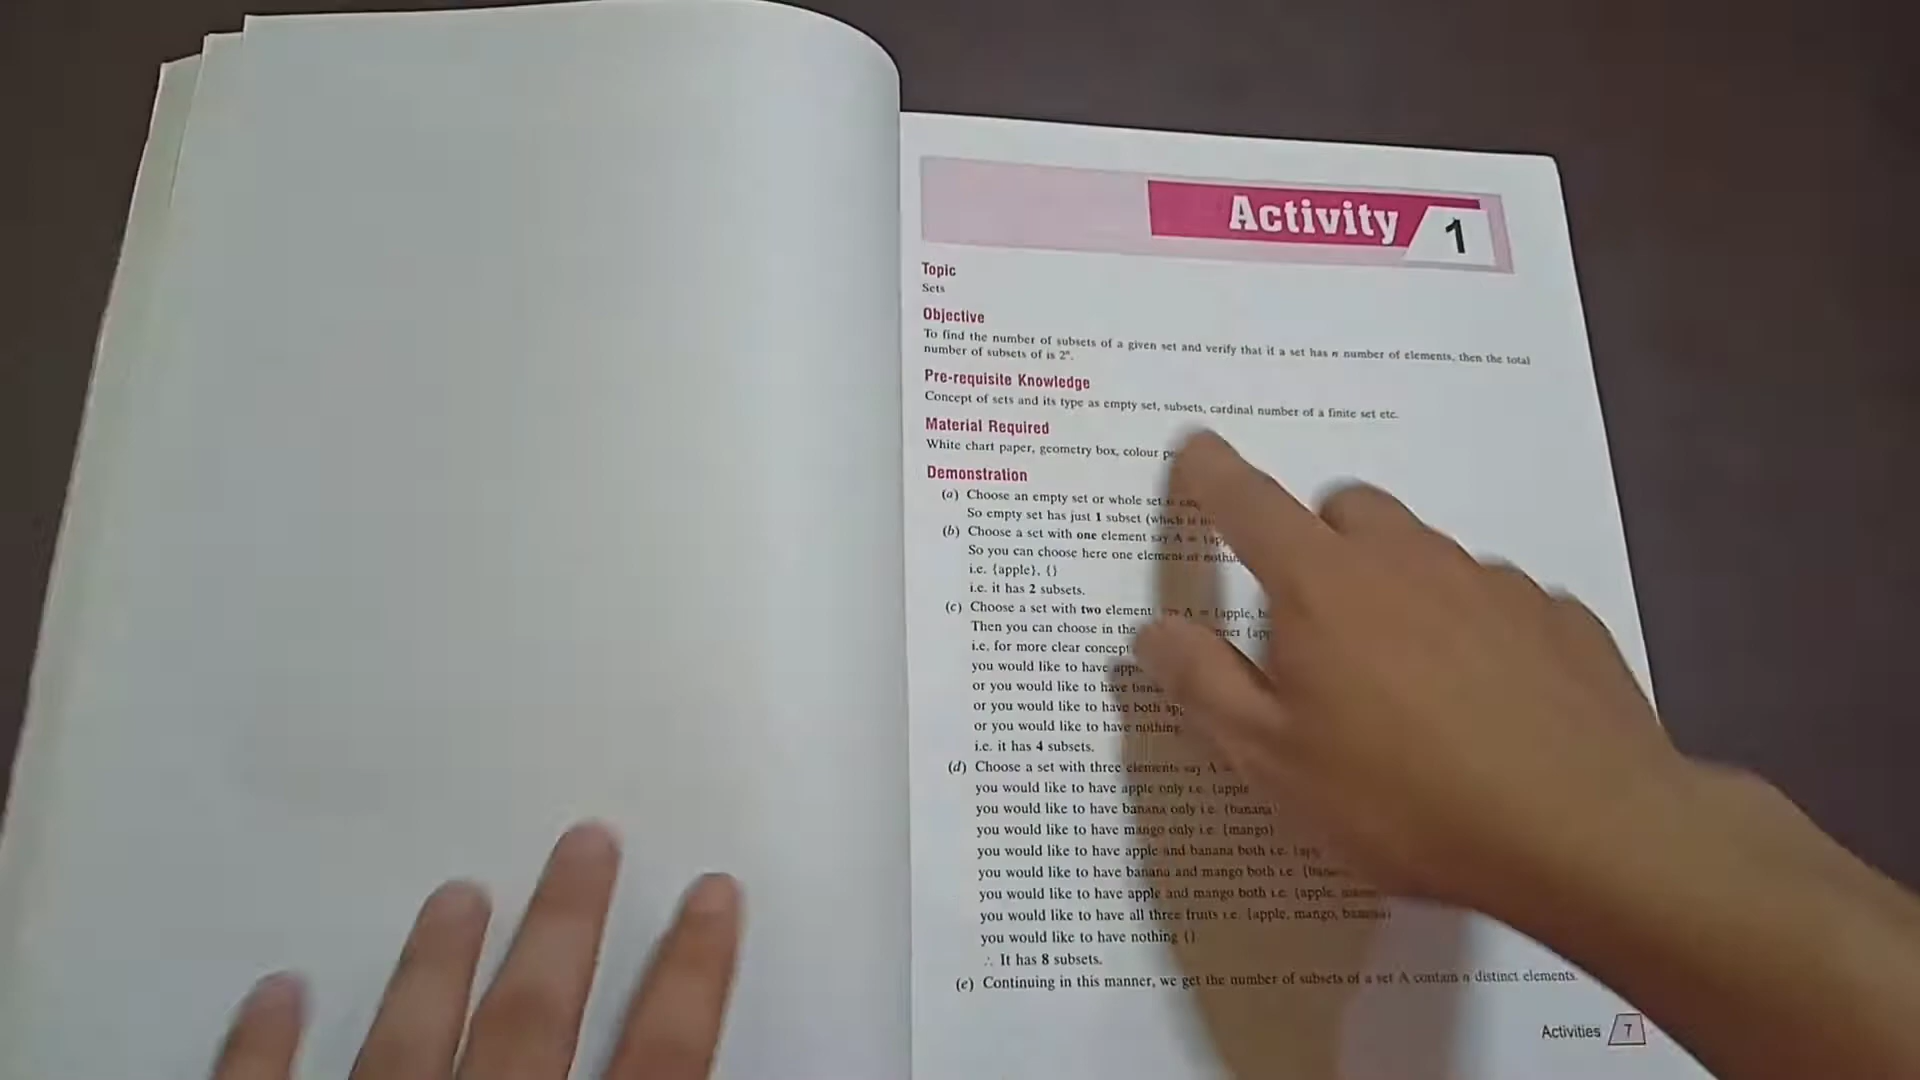 Activity 1
Topic
Sets
Objective
To find the number of subsets of a given set and verify that if a set has n number of elements, then the total
number of subsets of is 2ⁿ.
Pre-requisite Knowledge
Concept of sets and its type as empty set, subsets, cardinal number of a finite set etc.
Material Required
White chart paper, geometry box, colour
Demonstration
(a) Choose an empty set or whole set
So empty set has just 1 subset (which is
(b) Choose a set with one element say A =
So you can choose here one element or
i.e. {apple}, {}
i.e. it has 2 subsets.
(c) Choose a set with two element A = {apple,
Then you can choose in the
i.e. for more clear concept
you would like to have
or you would like to have
or you would like to have both
or you would like to have nothing
i.e. it has 4 subsets.
(d) Choose a set with three elements say A =
you would like to have apple only i.e. {apple
you would like to have banana only i.e. {banana}
you would like to have mango only i.e. {mango}
you would like to have apple and banana both i.e.
you would like to have banana and mango both i.e.
you would like to have apple and mango both i.e. {apple,
you would like to have all three fruits i.e. {apple, mango, banana}
you would like to have nothing {}
∴ It has 8 subsets.
(e) Continuing in this manner, we get the number of subsets of a set A contain n distinct elements.
Activities 7